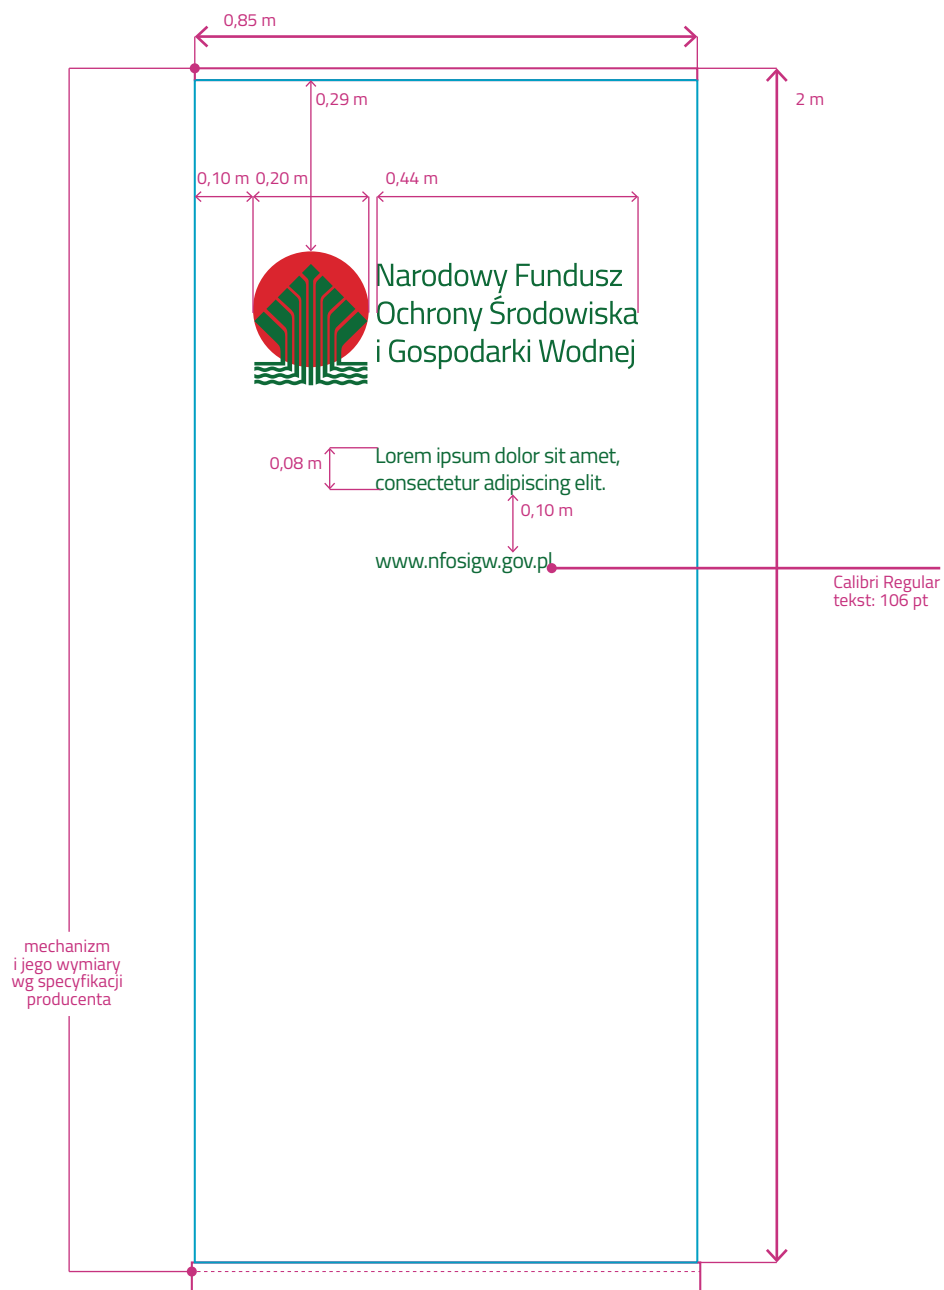 0,85 m
2 m
0,29 m
0,10 m
0,20 m
0,44 m
Narodowy Fundusz
Ochrony Środowiska
i Gospodarki Wodnej
Lorem ipsum dolor sit amet,
consectetur adipiscing elit.
0,08 m
0,10 m
www.nfosigw.gov.pl
Calibri Regular
tekst: 106 pt
mechanizm
i jego wymiary
wg specyfikacji
producenta